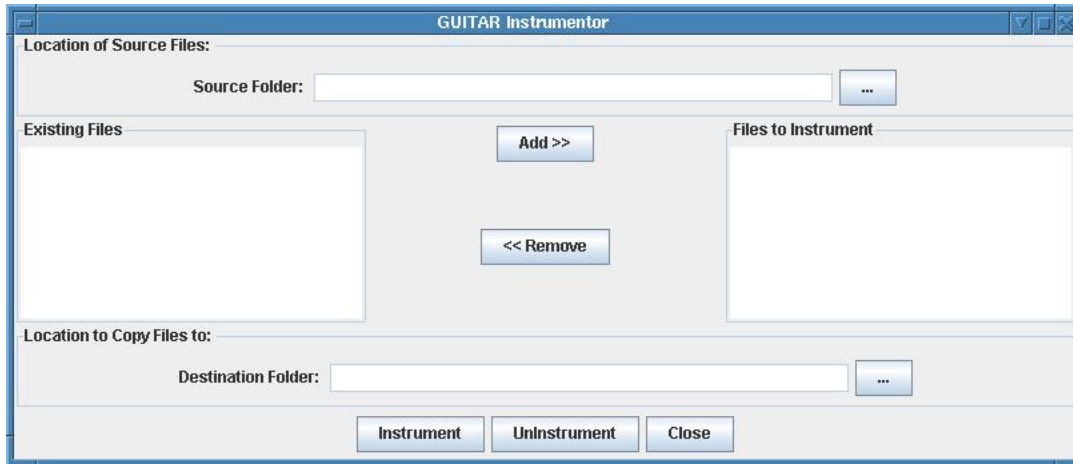 GUITAR Instrumentor
Location of Source Files:
Source Folder:
...
Existing Files
Add >>
Files to Instrument
<< Remove
Location to Copy Files to:
Destination Folder:
...
Instrument
UnInstrument
Close